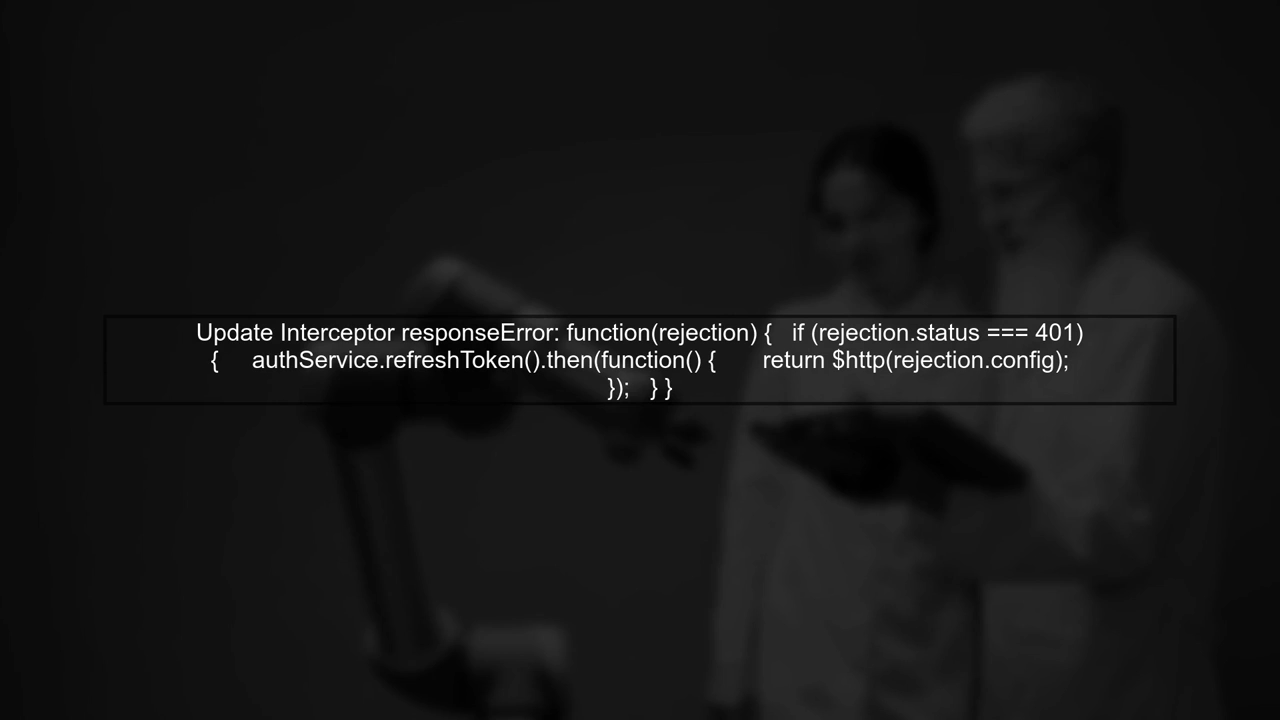 Update Interceptor responseError: function(rejection) {   if (rejection.status === 401)
{     authService.refreshToken().then(function() {       return $http(rejection.config);
});   } }